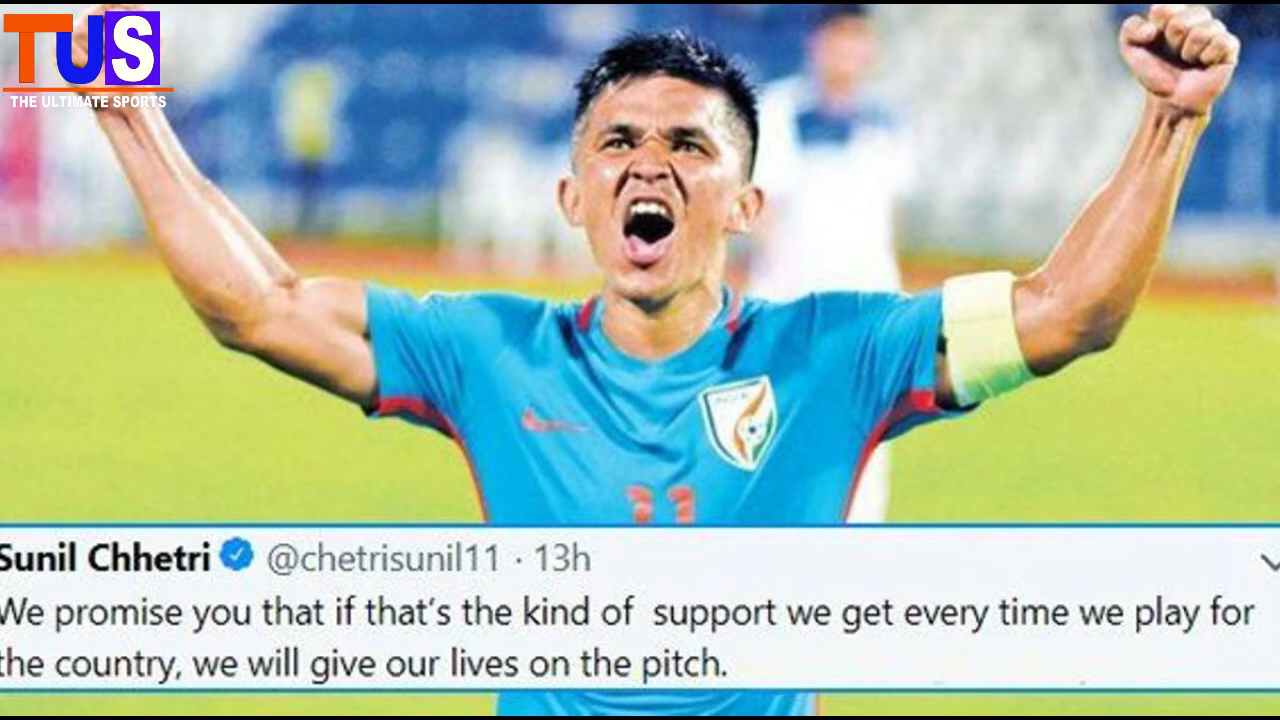 TUS
THE ULTIMATE SPORTS
11
Sunil Chhetri @chetrisunil11 · 13h
We promise you that if that's the kind of support we get every time we play for
the country, we will give our lives on the pitch.